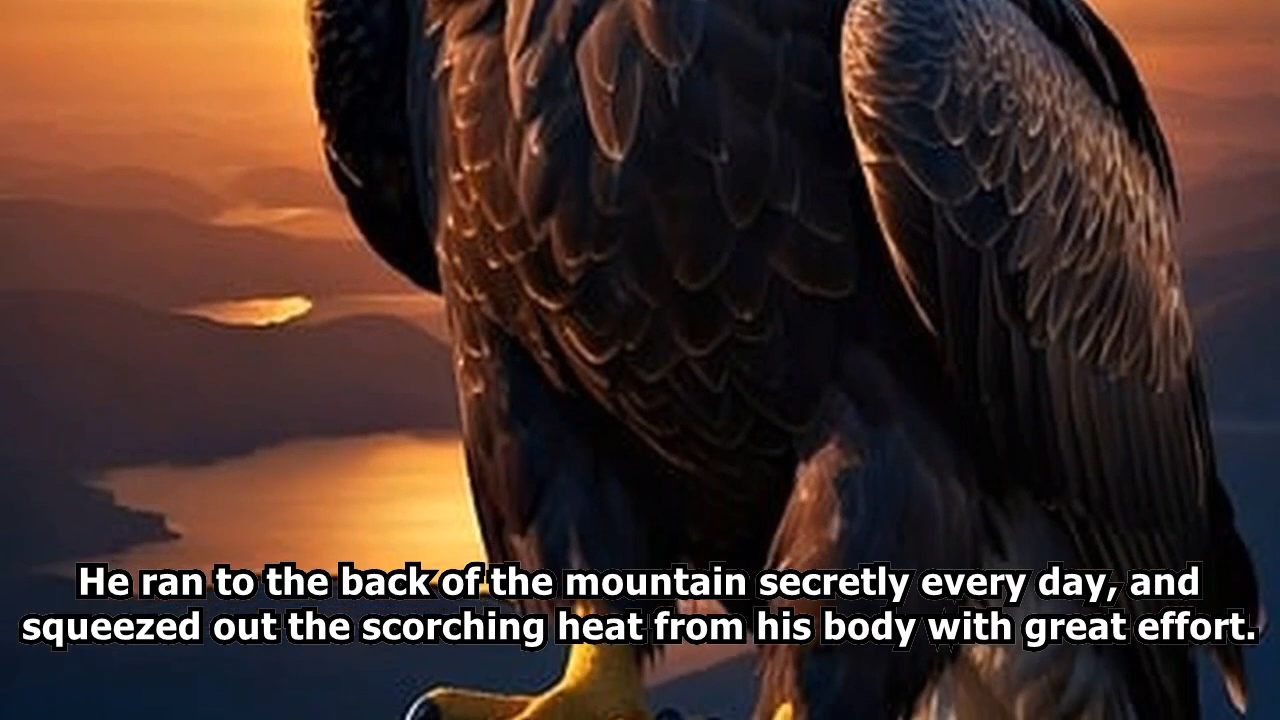 He ran to the back of the mountain secretly every day, and
squeezed out the scorching heat from his body with great effort.